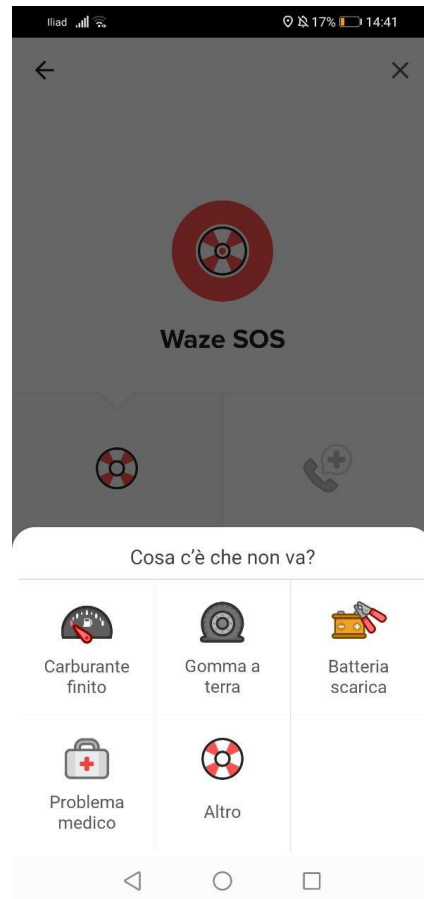 Iliad 17% 14:41
Waze SOS
Cosa c'è che non va?
Carburante
finito
Gomma a
terra
Batteria
scarica
Problema
medico
Altro